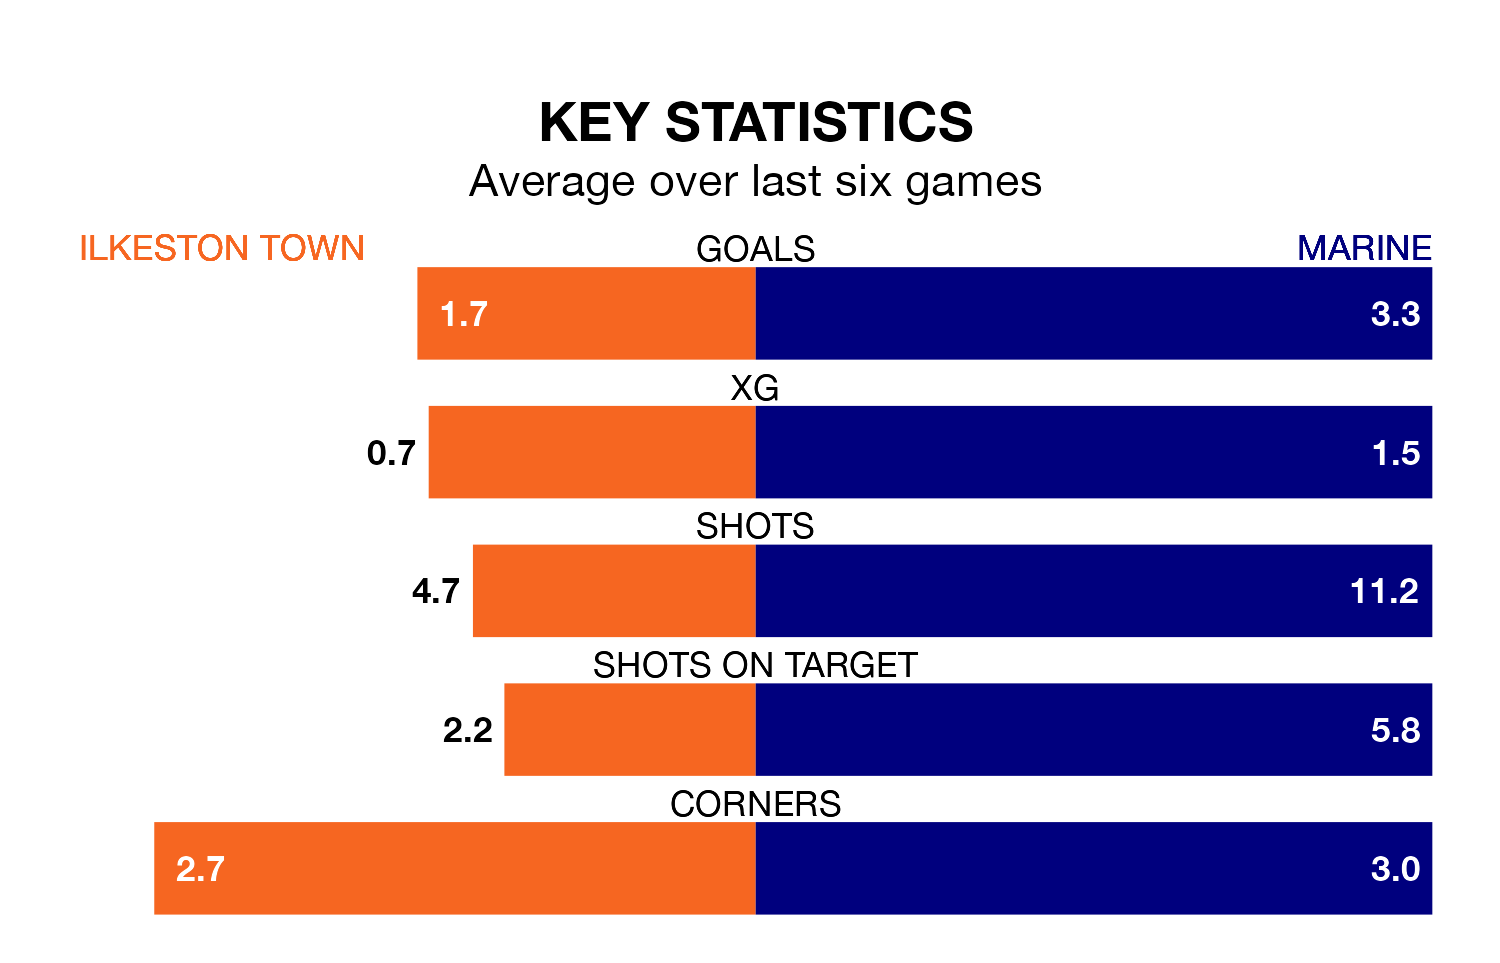 KEY STATISTICS
Average over last six games
ILKESTON TOWN GOALS MARINE
1.7 3.3
XG
0.7 1.5
SHOTS
4.7 11.2
SHOTS ON TARGET
2.2 5.8
CORNERS
2.7 3.0